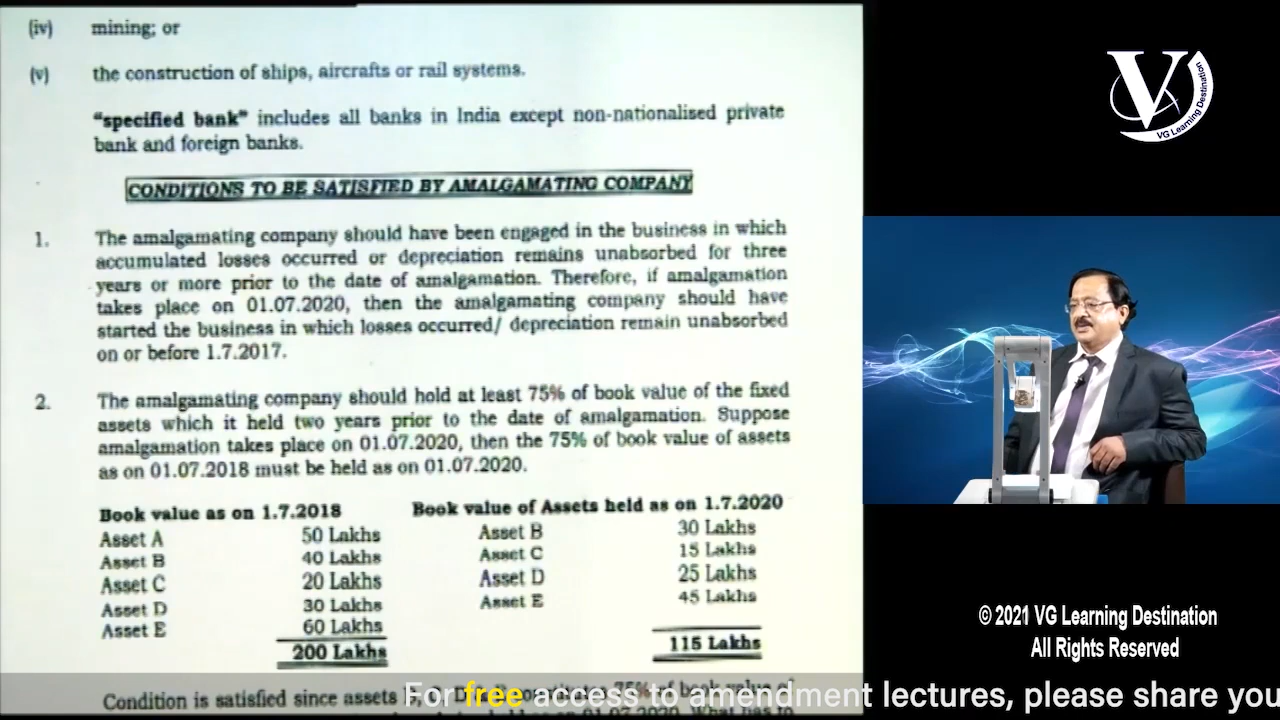 (iv) mining; or
(v) the construction of ships, aircrafts or rail systems.
"specified bank" includes all banks in India except non-nationalised private
bank and foreign banks.
CONDITIONS TO BE SATISFIED BY AMALGAMATING COMPANY
1. The amalgamating company should have been engaged in the business in which
accumulated losses occurred or depreciation remains unabsorbed for three
years or more prior to the date of amalgamation. Therefore, if amalgamation
takes place on 01.07.2020, then the amalgamating company should have
started the business in which losses occurred/ depreciation remain unabsorbed
on or before 1.7.2017.
2. The amalgamating company should hold at least 75% of book value of the fixed
assets which it held two years prior to the date of amalgamation. Suppose
amalgamation takes place on 01.07.2020, then the 75% of book value of assets
as on 01.07.2018 must be held as on 01.07.2020.
Book value as on 1.7.2018 Book value of Assets held as on 1.7.2020
Asset A 50 Lakhs Asset B 30 Lakhs
Asset B 40 Lakhs Asset C 15 Lakhs
Asset C 20 Lakhs Asset D 25 Lakhs
Asset D 30 Lakhs Asset E 45 Lakhs
Asset E 60 Lakhs
200 Lakhs 115 Lakhs
Condition is satisfied since assets
For free access to amendment lectures, please share you
V
VG Learning Destination
© 2021 VG Learning Destination
All Rights Reserved